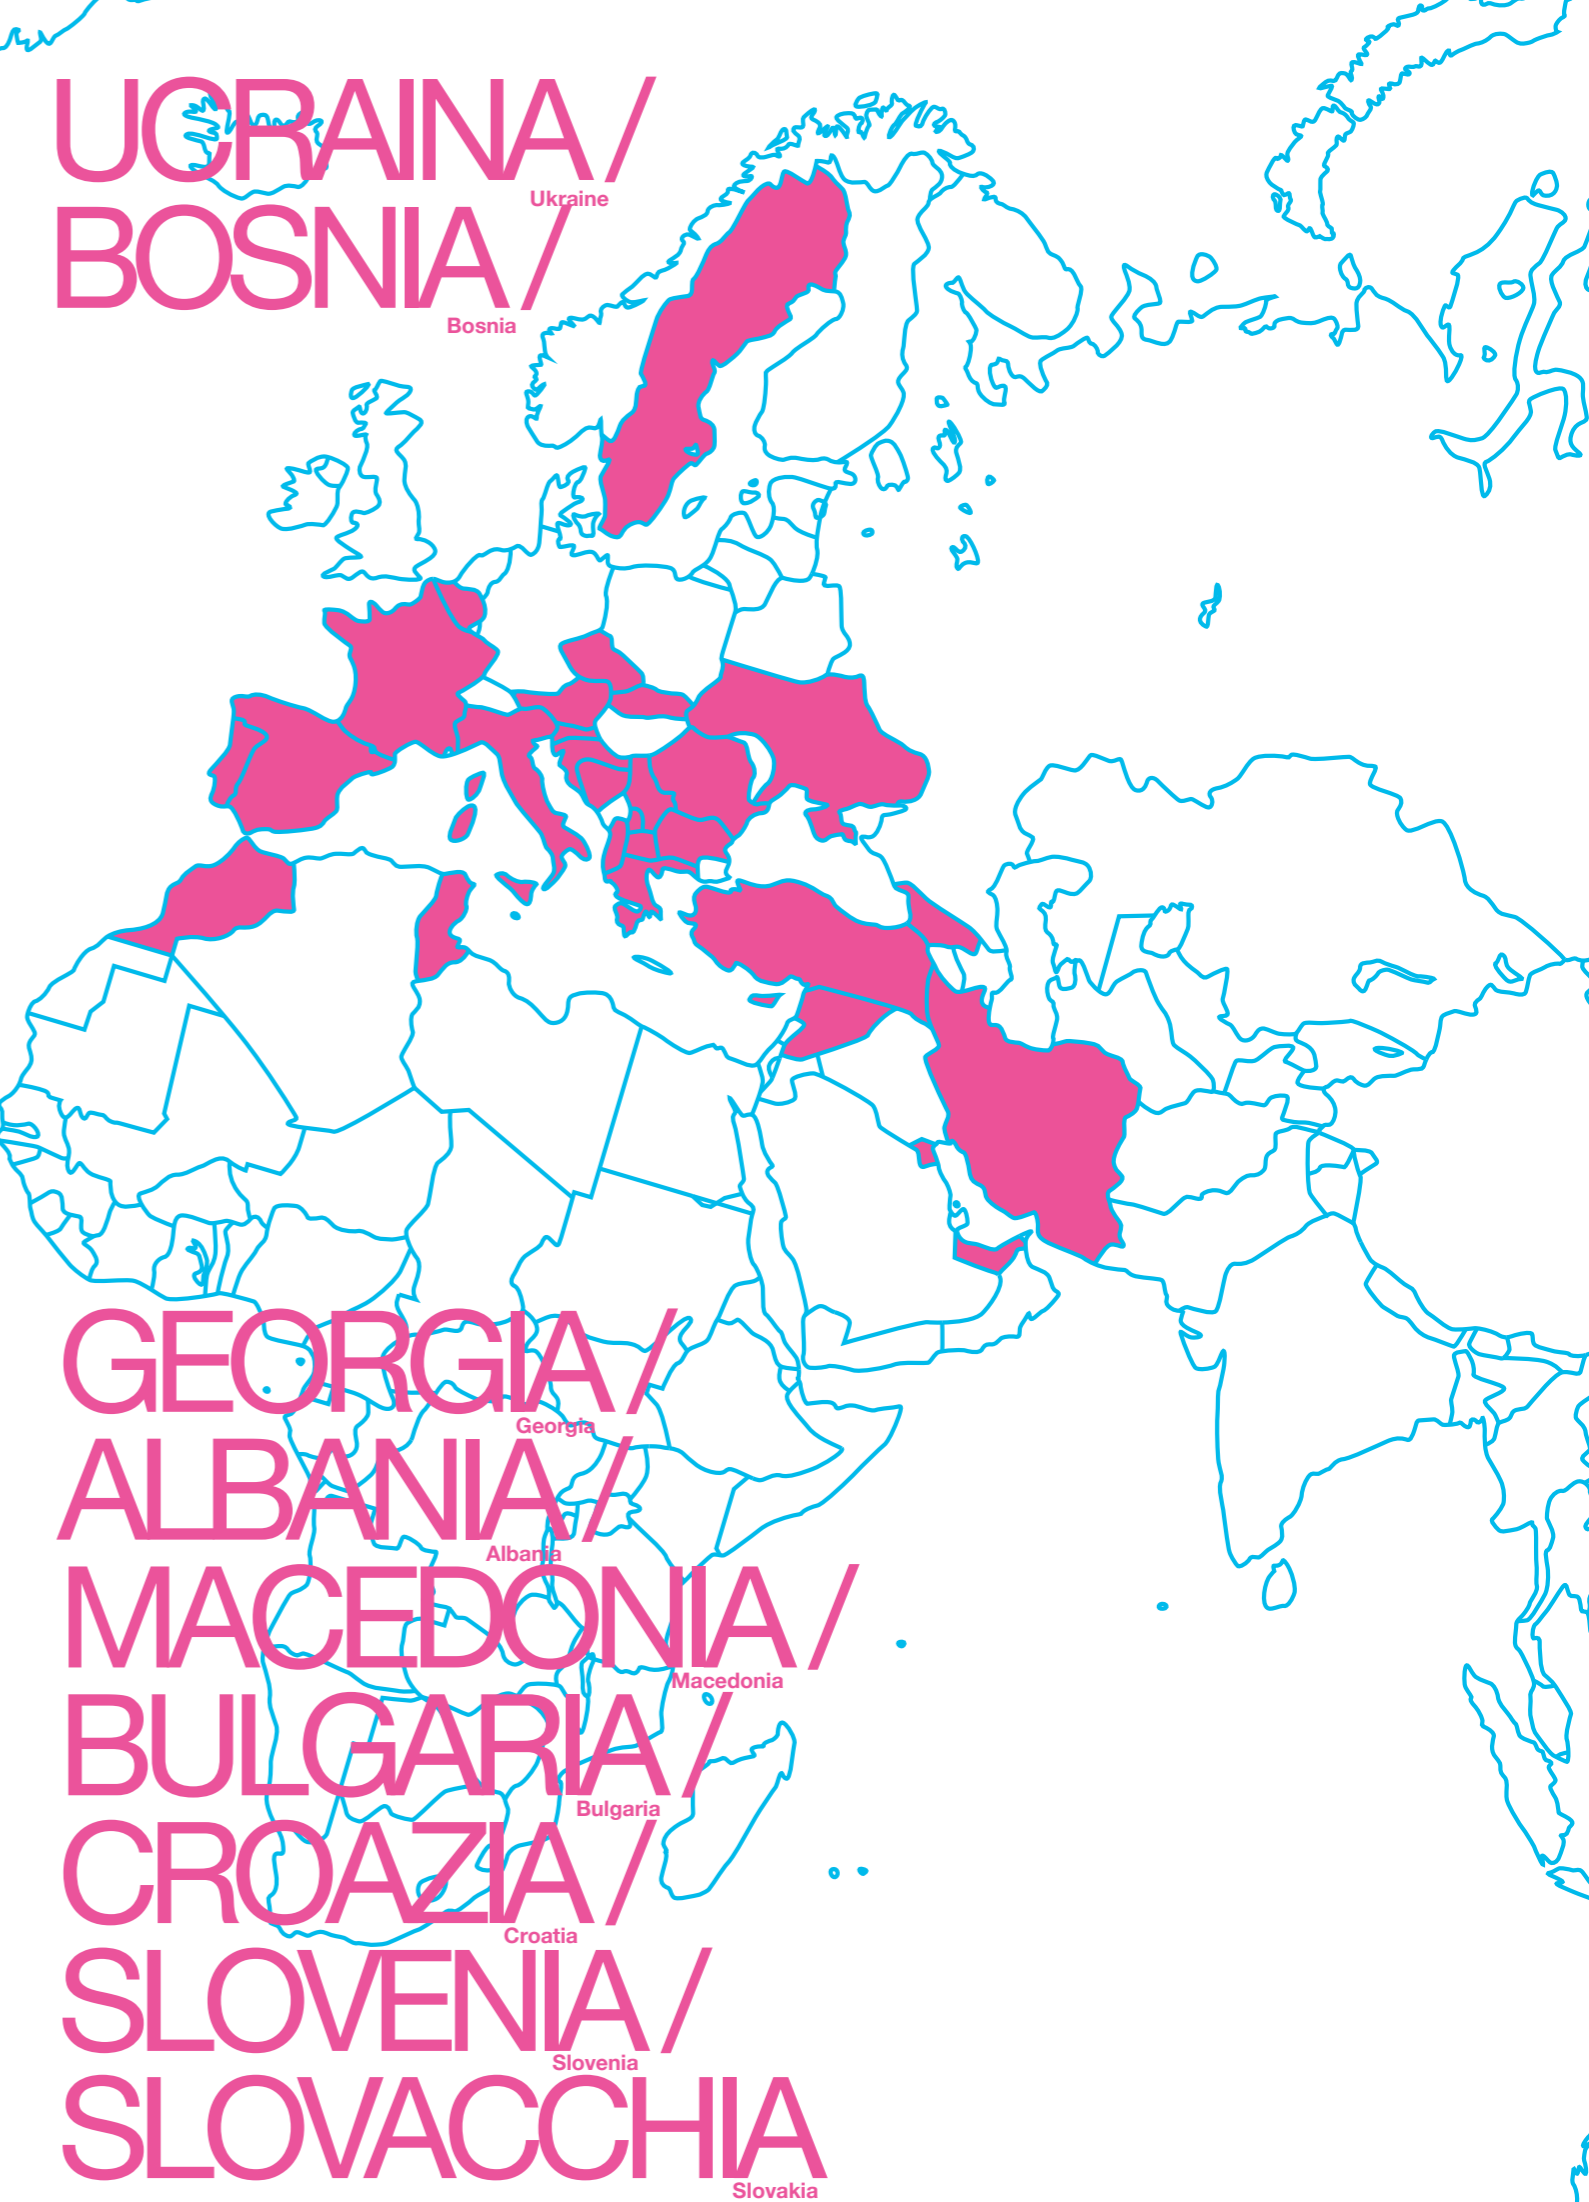 UCRAINA /
Ukraine
BOSNIA /
Bosnia
GEORGIA /
Georgia
ALBANIA /
Albania
MACEDONIA /
Macedonia
BULGARIA /
Bulgaria
CROAZIA /
Croatia
SLOVENIA /
Slovenia
SLOVACCHIA
Slovakia